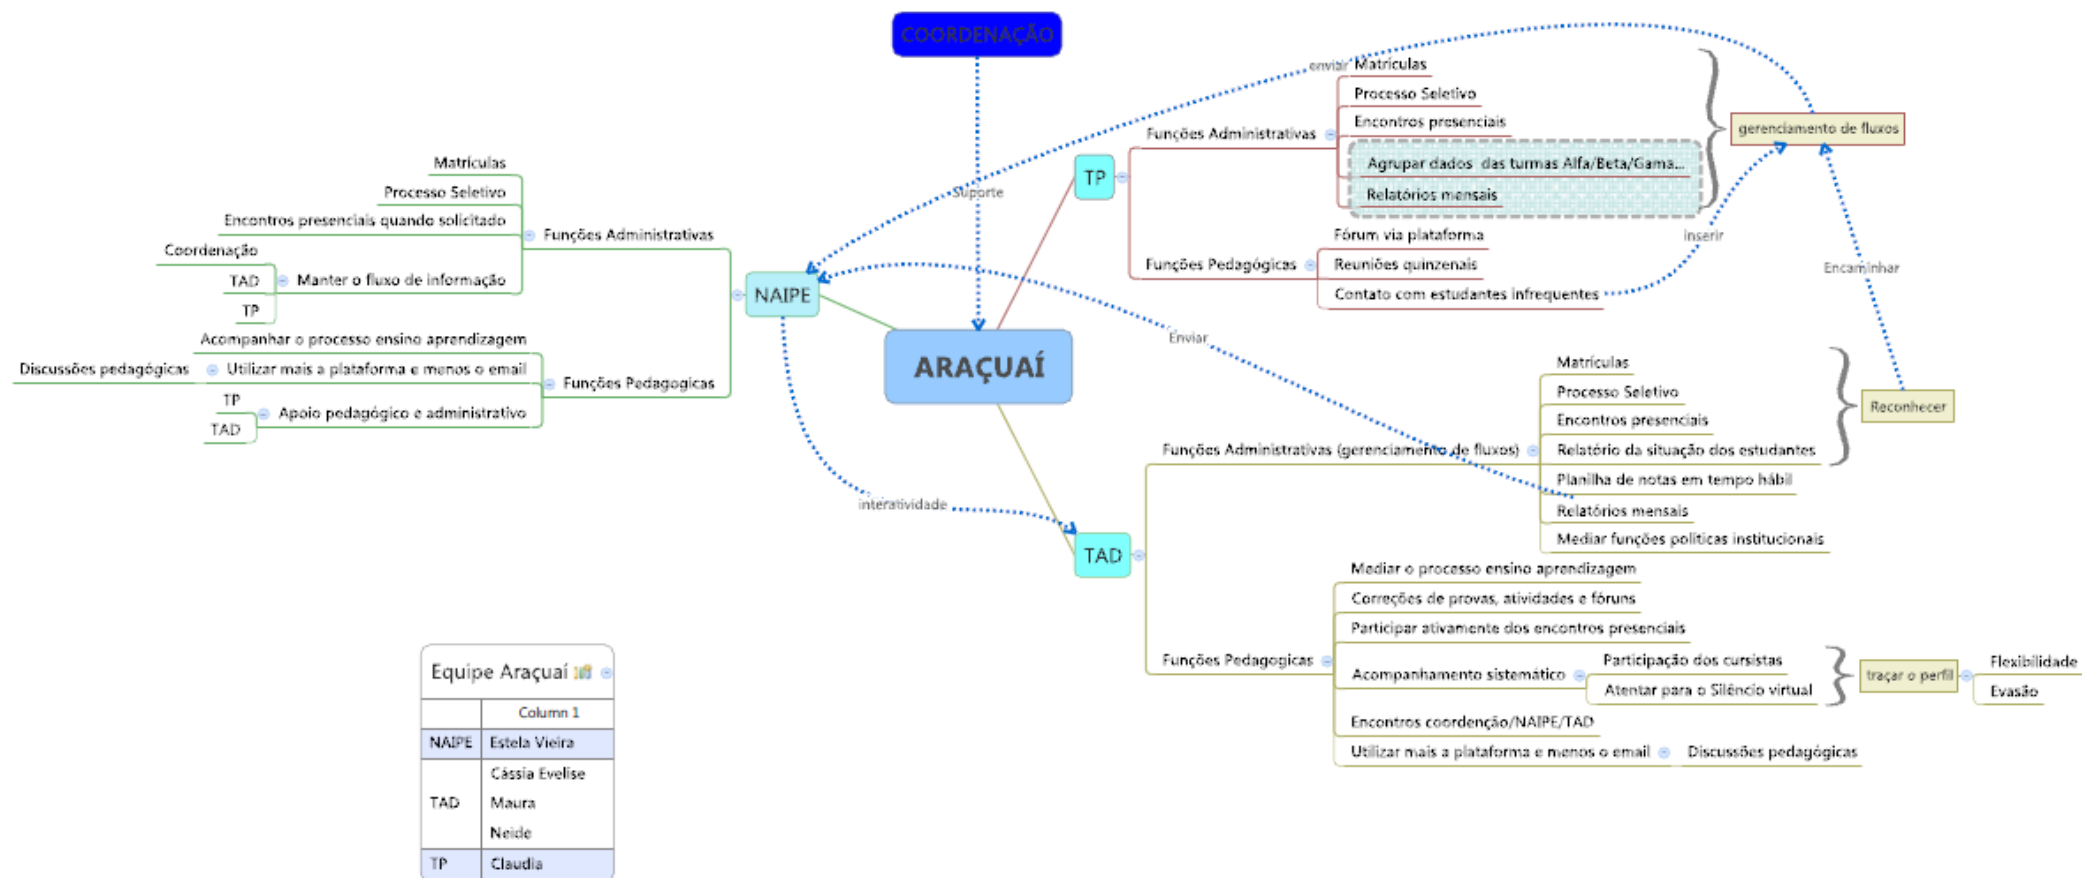 COORDENAÇÃO
Suporte
ARAÇUAÍ
NAIPE
Funções Administrativas
Matrículas
Processo Seletivo
Encontros presenciais quando solicitado
Manter o fluxo de informação
Coordenação
TAD
TP
Funções Pedagogicas
Acompanhar o processo ensino aprendizagem
Utilizar mais a plataforma e menos o email
Discussões pedagógicas
Apoio pedagógico e administrativo
TP
TAD
TP
Funções Administrativas
enviar
Matrículas
Processo Seletivo
Encontros presenciais
Agrupar dados das turmas Alfa/Beta/Gama...
Relatórios mensais
gerenciamento de fluxos
Funções Pedagógicas
Fórum via plataforma
Reuniões quinzenais
Contato com estudantes infrequentes
inserir
Encaminhar
Enviar
interatividade
TAD
Funções Administrativas (gerenciamento de fluxos)
Matrículas
Processo Seletivo
Encontros presenciais
Relatório da situação dos estudantes
Planilha de notas em tempo hábil
Relatórios mensais
Mediar funções políticas institucionais
Reconhecer
Funções Pedagogicas
Mediar o processo ensino aprendizagem
Correções de provas, atividades e fóruns
Participar ativamente dos encontros presenciais
Acompanhamento sistemático
Participação dos cursistas
Atentar para o Silêncio virtual
traçar o perfil
Flexibilidade
Evasão
Encontros coordenção/NAIPE/TAD
Utilizar mais a plataforma e menos o email
Discussões pedagógicas
Equipe Araçuaí
Column 1
NAIPE Estela Vieira
TAD
Cássia Evelise
Maura
Neide
TP Claudia